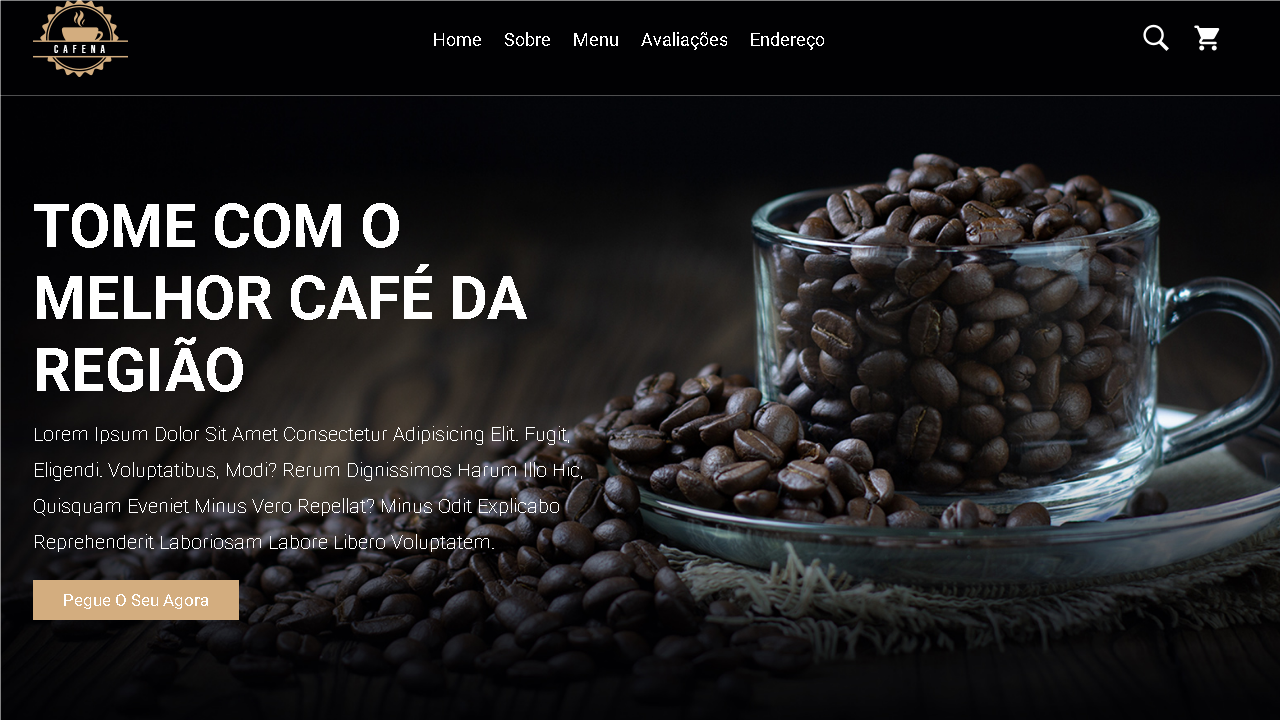 CAFENA
Home Sobre Menu Avaliações Endereço
TOME COM O
MELHOR CAFÉ DA
REGIÃO
Lorem Ipsum Dolor Sit Amet Consectetur Adipisicing Elit. Fugit,
Eligendi. Voluptatibus, Modi? Rerum Dignissimos Harum Illo Hic,
Quisquam Eveniet Minus Vero Repellat? Minus Odit Explicabo
Reprehenderit Laboriosam Labore Libero Voluptatem.
Pegue O Seu Agora